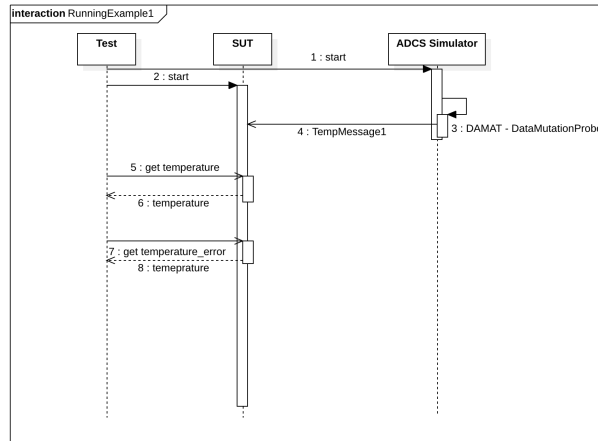 interaction RunningExample1
Test
SUT
ADCS Simulator
1 : start
2 : start
3 : DAMAT - DataMutationProbe
4 : TempMessage1
5 : get temperature
6 : temperature
7 : get temperature_error
8 : temeprature